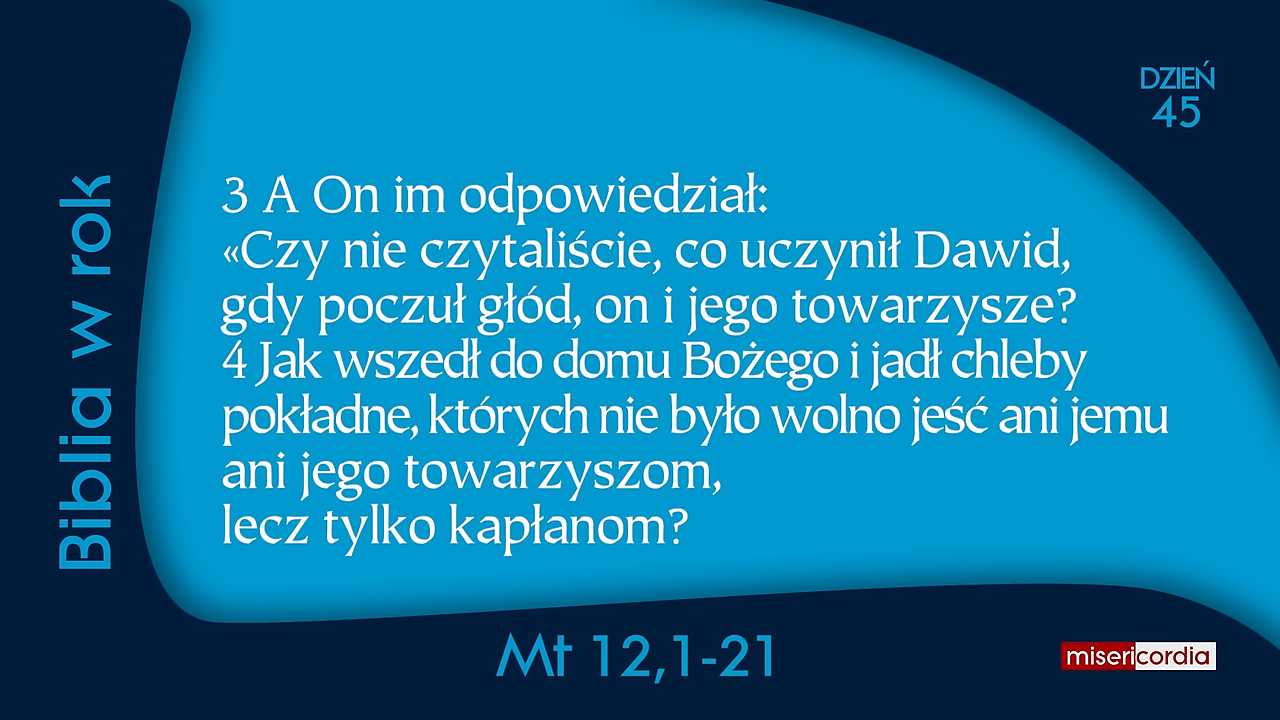 DZIEŃ
45
Biblia w rok
3 A On im odpowiedział:
«Czy nie czytaliście, co uczynił Dawid,
gdy poczuł głód, on i jego towarzysze?
4 Jak wszedł do domu Bożego i jadł chleby
pokładne, których nie było wolno jeść ani jemu
ani jego towarzyszom,
lecz tylko kapłanom?
Mt 12,1-21
misericordia